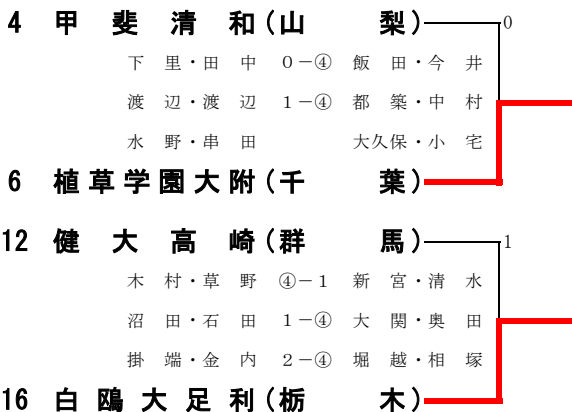 4 甲斐清和(山梨) 0
下里・田中 0－④ 飯田・今井
渡辺・渡辺 1－④ 都築・中村
水野・串田 大久保・小宅
6 植草学園大附(千葉)
12 健大高崎(群馬) 1
木村・草野 ④－1 新宮・清水
沼田・石田 1－④ 大関・奥田
掛端・金内 2－④ 堀越・相塚
16 白鴎大足利(栃木)